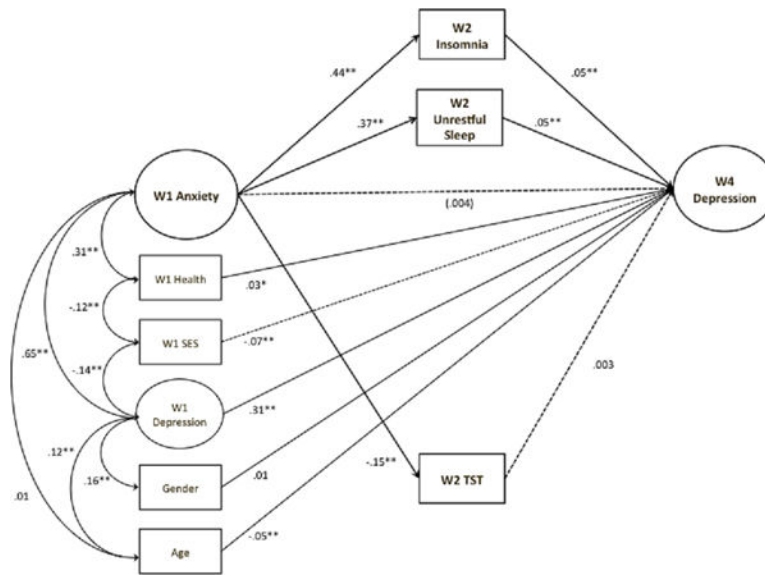 W2
Insomnia
.44**
.05**
W2
Unrestful
Sleep
.37**
.05**
W1 Anxiety
W4
Depression
(.004)
.31**
W1 Health
.03*
-.12**
W1 SES
-.07**
.65**
-.14**
.003
W1
Depression
.31**
.12**
.16**
Gender
.01
-.15**
W2 TST
.01
Age
-.05**